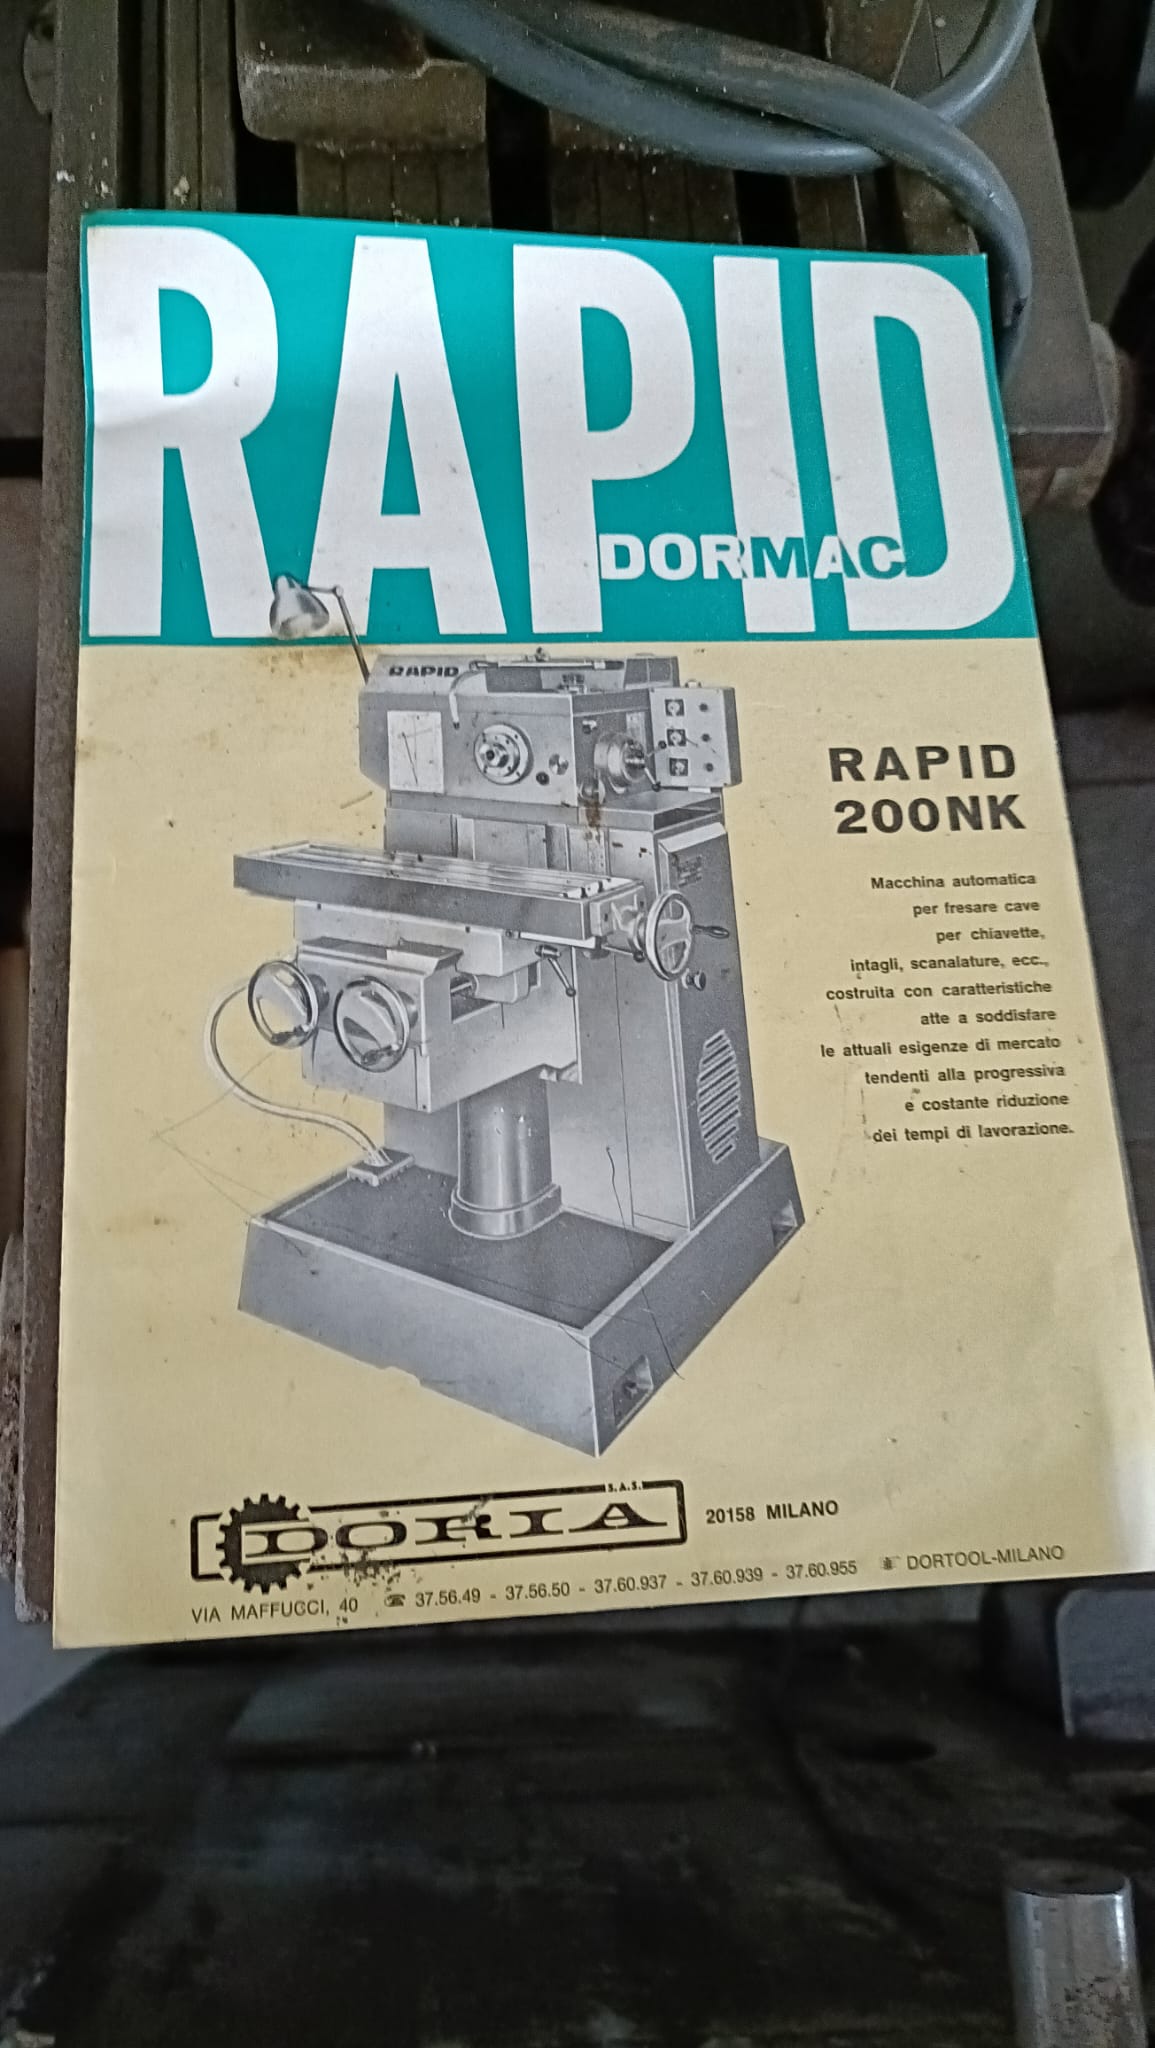 RAPID
DORMAC
RAPID
RAPID
200NK
Macchina automatica
per fresare cave
per chiavette,
intagli, scanalature, ecc.,
costruita con caratteristiche
atte a soddisfare
le attuali esigenze di mercato
tendenti alla progressiva
e costante riduzione
dei tempi di lavorazione.
DORIA S.A.S. 20158 MILANO
VIA MAFFUCCI, 40 ☎ 37.56.49 - 37.56.50 - 37.60.937 - 37.60.939 - 37.60.955 DORTOOL-MILANO